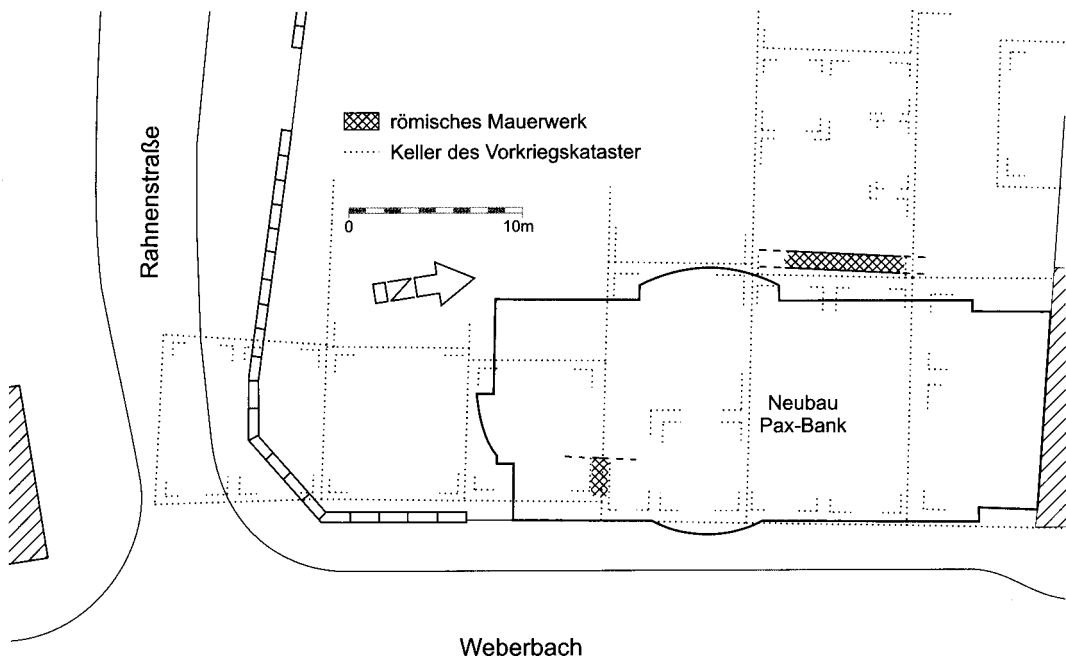 römisches Mauerwerk
Keller des Vorkriegskataster
0 10m
Rahnenstraße
N
Neubau
Pax-Bank
Weberbach